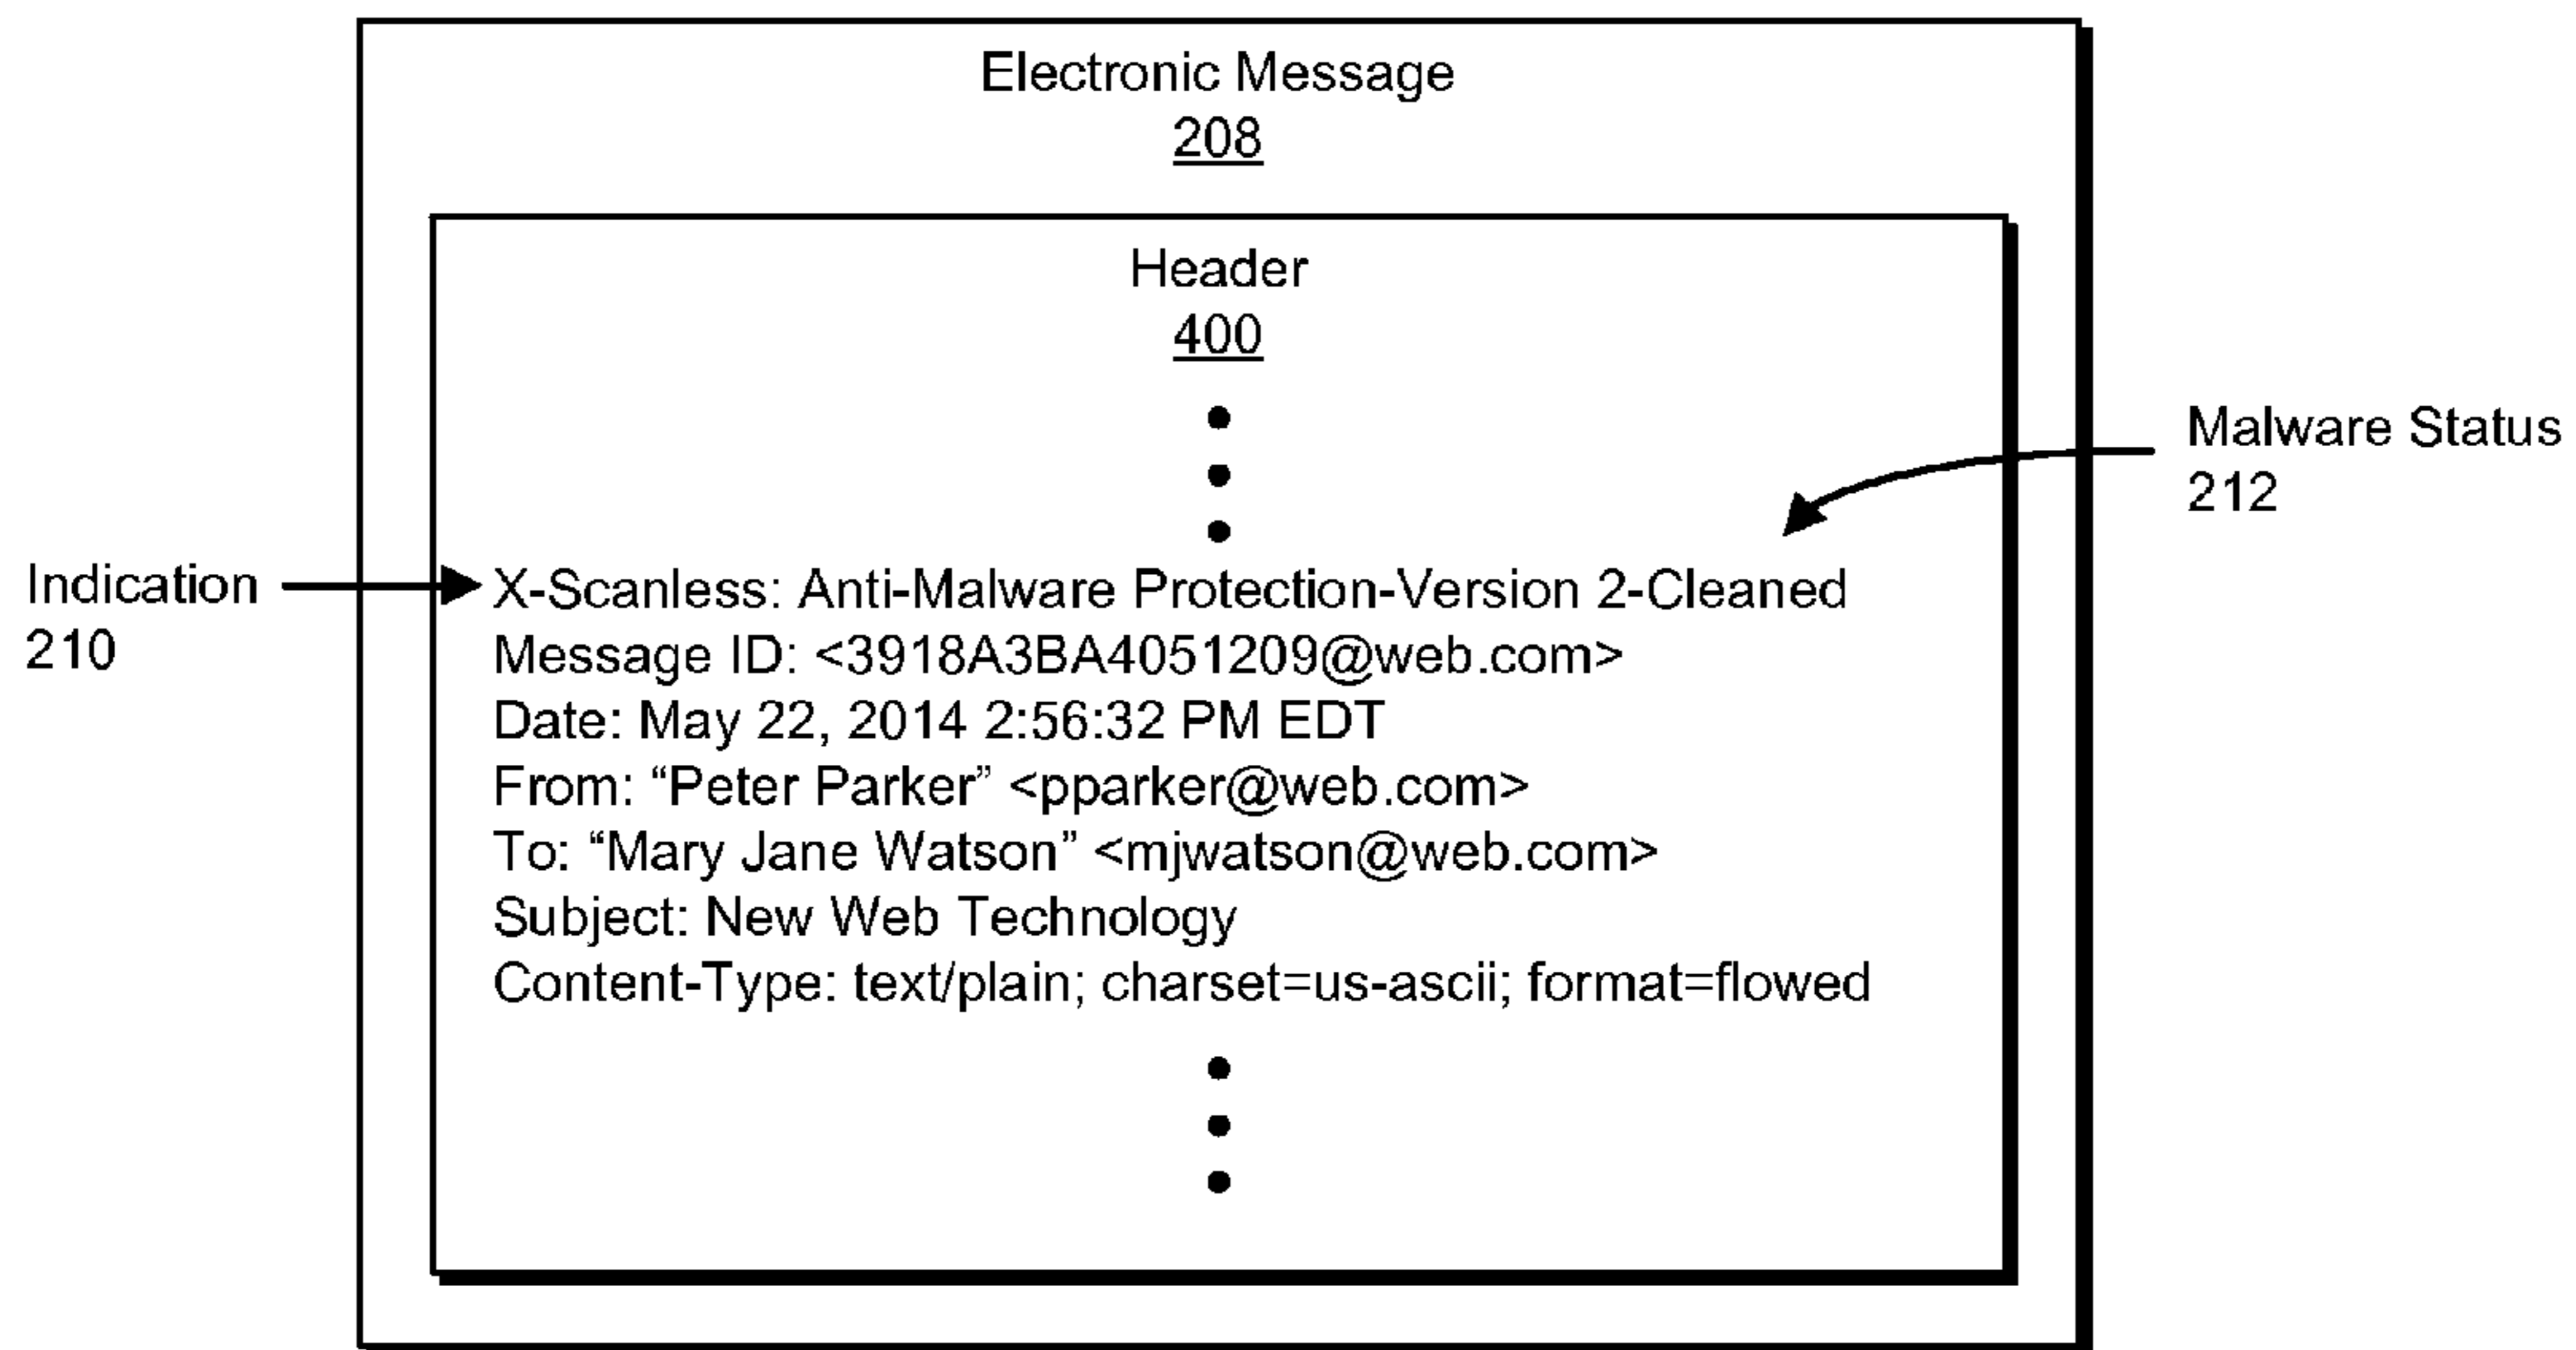 Electronic Message
208
Header
400
Malware Status
212
Indication
210
X-Scanless: Anti-Malware Protection-Version 2-Cleaned
Message ID: <3918A3BA4051209@web.com>
Date: May 22, 2014 2:56:32 PM EDT
From: “Peter Parker” <pparker@web.com>
To: “Mary Jane Watson” <mjwatson@web.com>
Subject: New Web Technology
Content-Type: text/plain; charset=us-ascii; format=flowed